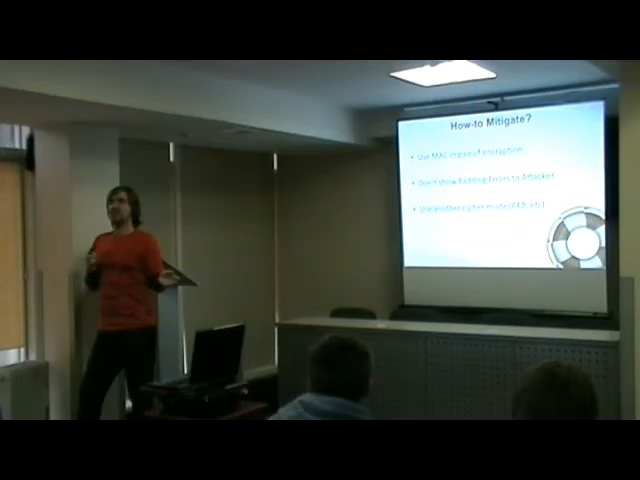 How-to Mitigate?
• Use MAC in pair of encryption
• Don't show Padding Errors to Attacker
• Use another cipher mode (CFB, etc)